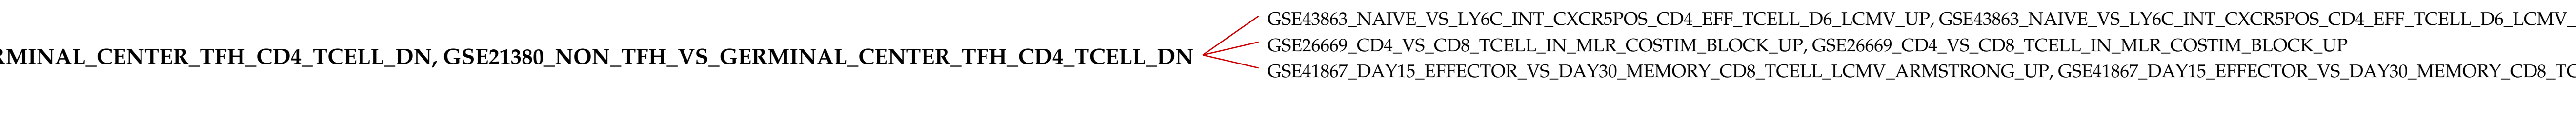 GSE43863_NAIVE_VS_LY6C_INT_CXCR5POS_CD4_EFF_TCELL_D6_LCMV_UP, GSE43863_NAIVE_VS_LY6C_INT_CXCR5POS_CD4_EFF_TCELL_D6_LCMV_
RMINAL_CENTER_TFH_CD4_TCELL_DN, GSE21380_NON_TFH_VS_GERMINAL_CENTER_TFH_CD4_TCELL_DN
GSE26669_CD4_VS_CD8_TCELL_IN_MLR_COSTIM_BLOCK_UP, GSE26669_CD4_VS_CD8_TCELL_IN_MLR_COSTIM_BLOCK_UP
GSE41867_DAY15_EFFECTOR_VS_DAY30_MEMORY_CD8_TCELL_LCMV_ARMSTRONG_UP, GSE41867_DAY15_EFFECTOR_VS_DAY30_MEMORY_CD8_TC